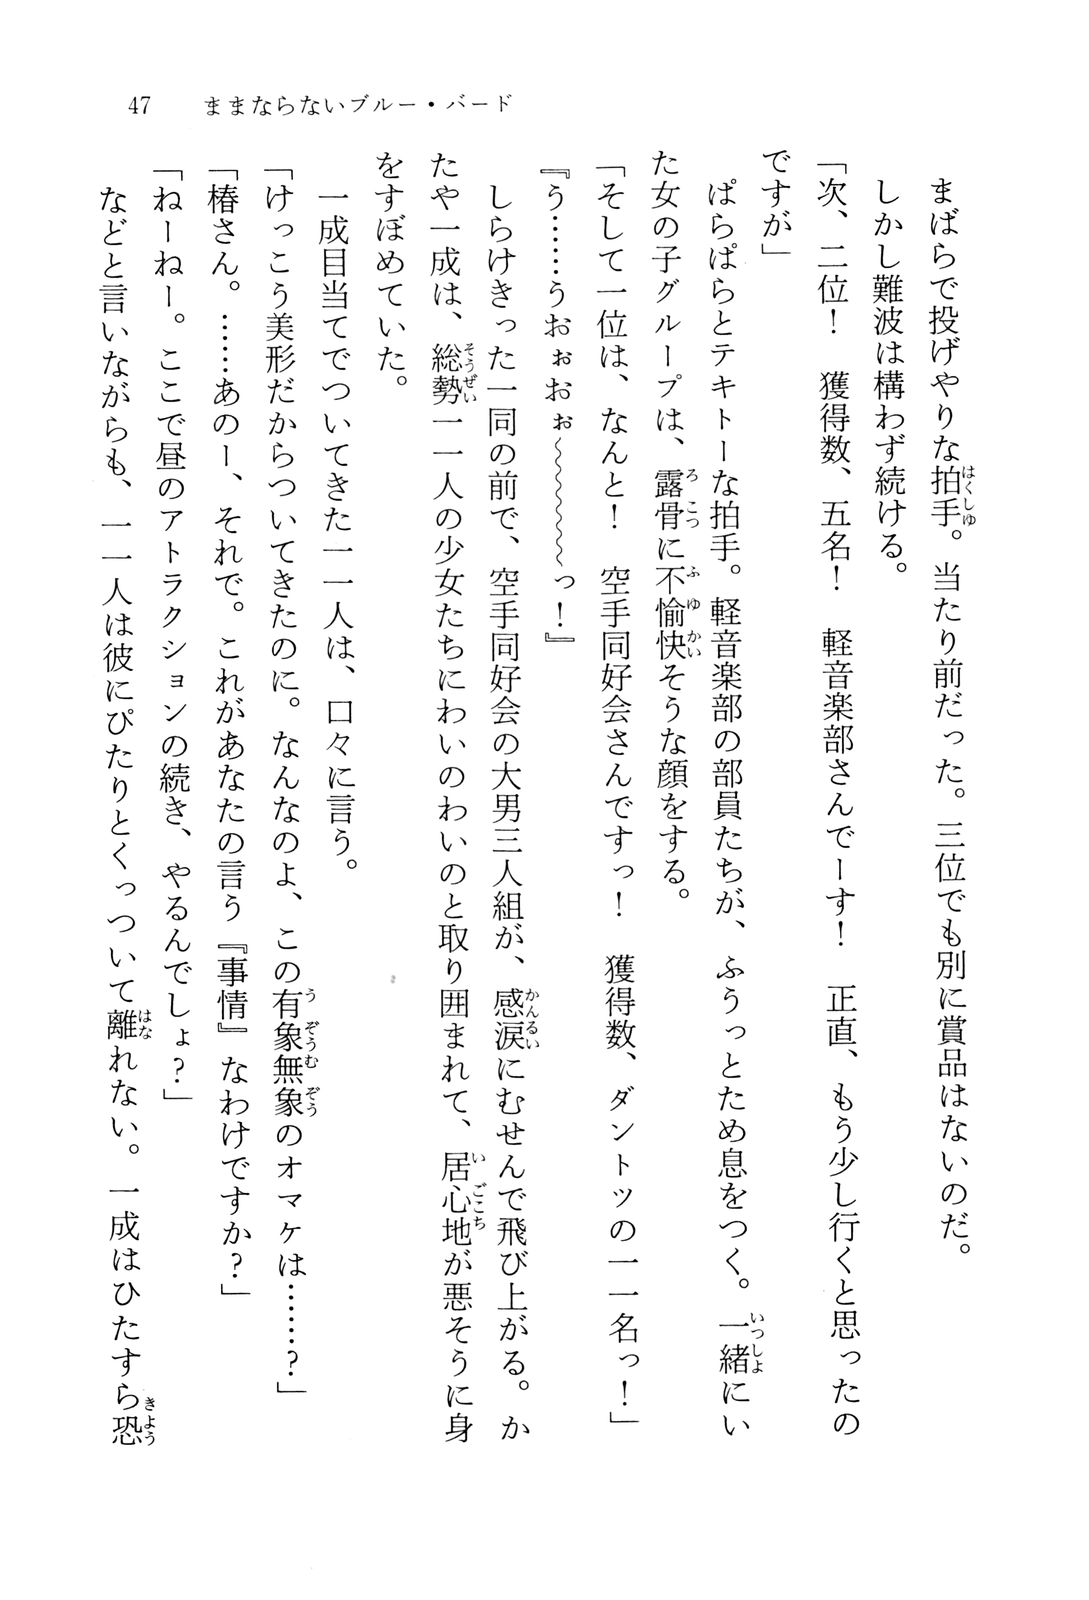 47　ままならないブルー・バード
　まばらで投げやりな拍手。当たり前だった。三位でも別に賞品はないのだ。
　しかし難波は構わず続ける。
「次、二位！　獲得数、五名！　軽音楽部さんでーす！　正直、もう少し行くと思ったの
ですが」
　ぱらぱらとテキトーな拍手。軽音楽部の部員たちが、ふうっとため息をつく。一緒にい
た女の子グループは、露骨に不愉快そうな顔をする。
「そして一位は、なんと！　空手同好会さんですっ！　獲得数、ダントツの一一名っ！」
『う……うおぉおぉ～～～～～っ！』
　しらけきった一同の前で、空手同好会の大男三人組が、感涙にむせんで飛び上がる。か
たや一成は、総勢一一人の少女たちにわいのわいのと取り囲まれて、居心地が悪そうに身
をすぼめていた。
　一成目当てでついてきた一一人は、口々に言う。
「けっこう美形だからついてきたのに。なんなのよ、この有象無象のオマケは……？」
「椿さん。……あのー、それで。これがあなたの言う『事情』なわけですか？」
「ねーねー。ここで昼のアトラクションの続き、やるんでしょ？」
　などと言いながらも、一一人は彼にぴたりとくっついて離れない。一成はひたすら恐